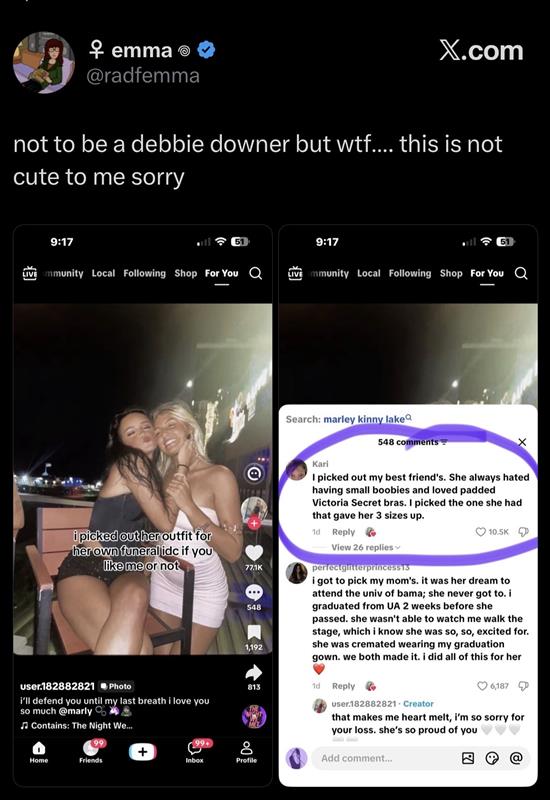 emma
X.com
@radfemma
not to be a debbie downer but wtf.... this is not
cute to me sorry
9:17
51
LIVE
mmunity Local Following Shop For You
i picked out her outfit for
her own funeral idc if you
like me or not
77.1K
548
1,192
813
user.182882821 Photo
i'll defend you until my last breath i love you
so much @marly
Contains: The Night We...
99
99+
Home
Friends
Inbox
Profile
9:17
51
LIVE
mmunity Local Following Shop For You
Search: marley kinny lake
548 comments
Kari
I picked out my best friend's. She always hated
having small boobies and loved padded
Victoria Secret bras. I picked the one she had
that gave her 3 sizes up.
1d Reply
10.5K
View 26 replies
perfectglitterprincess13
i got to pick my mom's. it was her dream to
attend the univ of bama; she never got to. i
graduated from UA 2 weeks before she
passed. she wasn't able to watch me walk the
stage, which i know she was so, so, excited for.
she was cremated wearing my graduation
gown. we both made it. i did all of this for her
1d Reply
6,187
user.182882821 · Creator
that makes me heart melt, i'm so sorry for
your loss. she's so proud of you
Add comment...